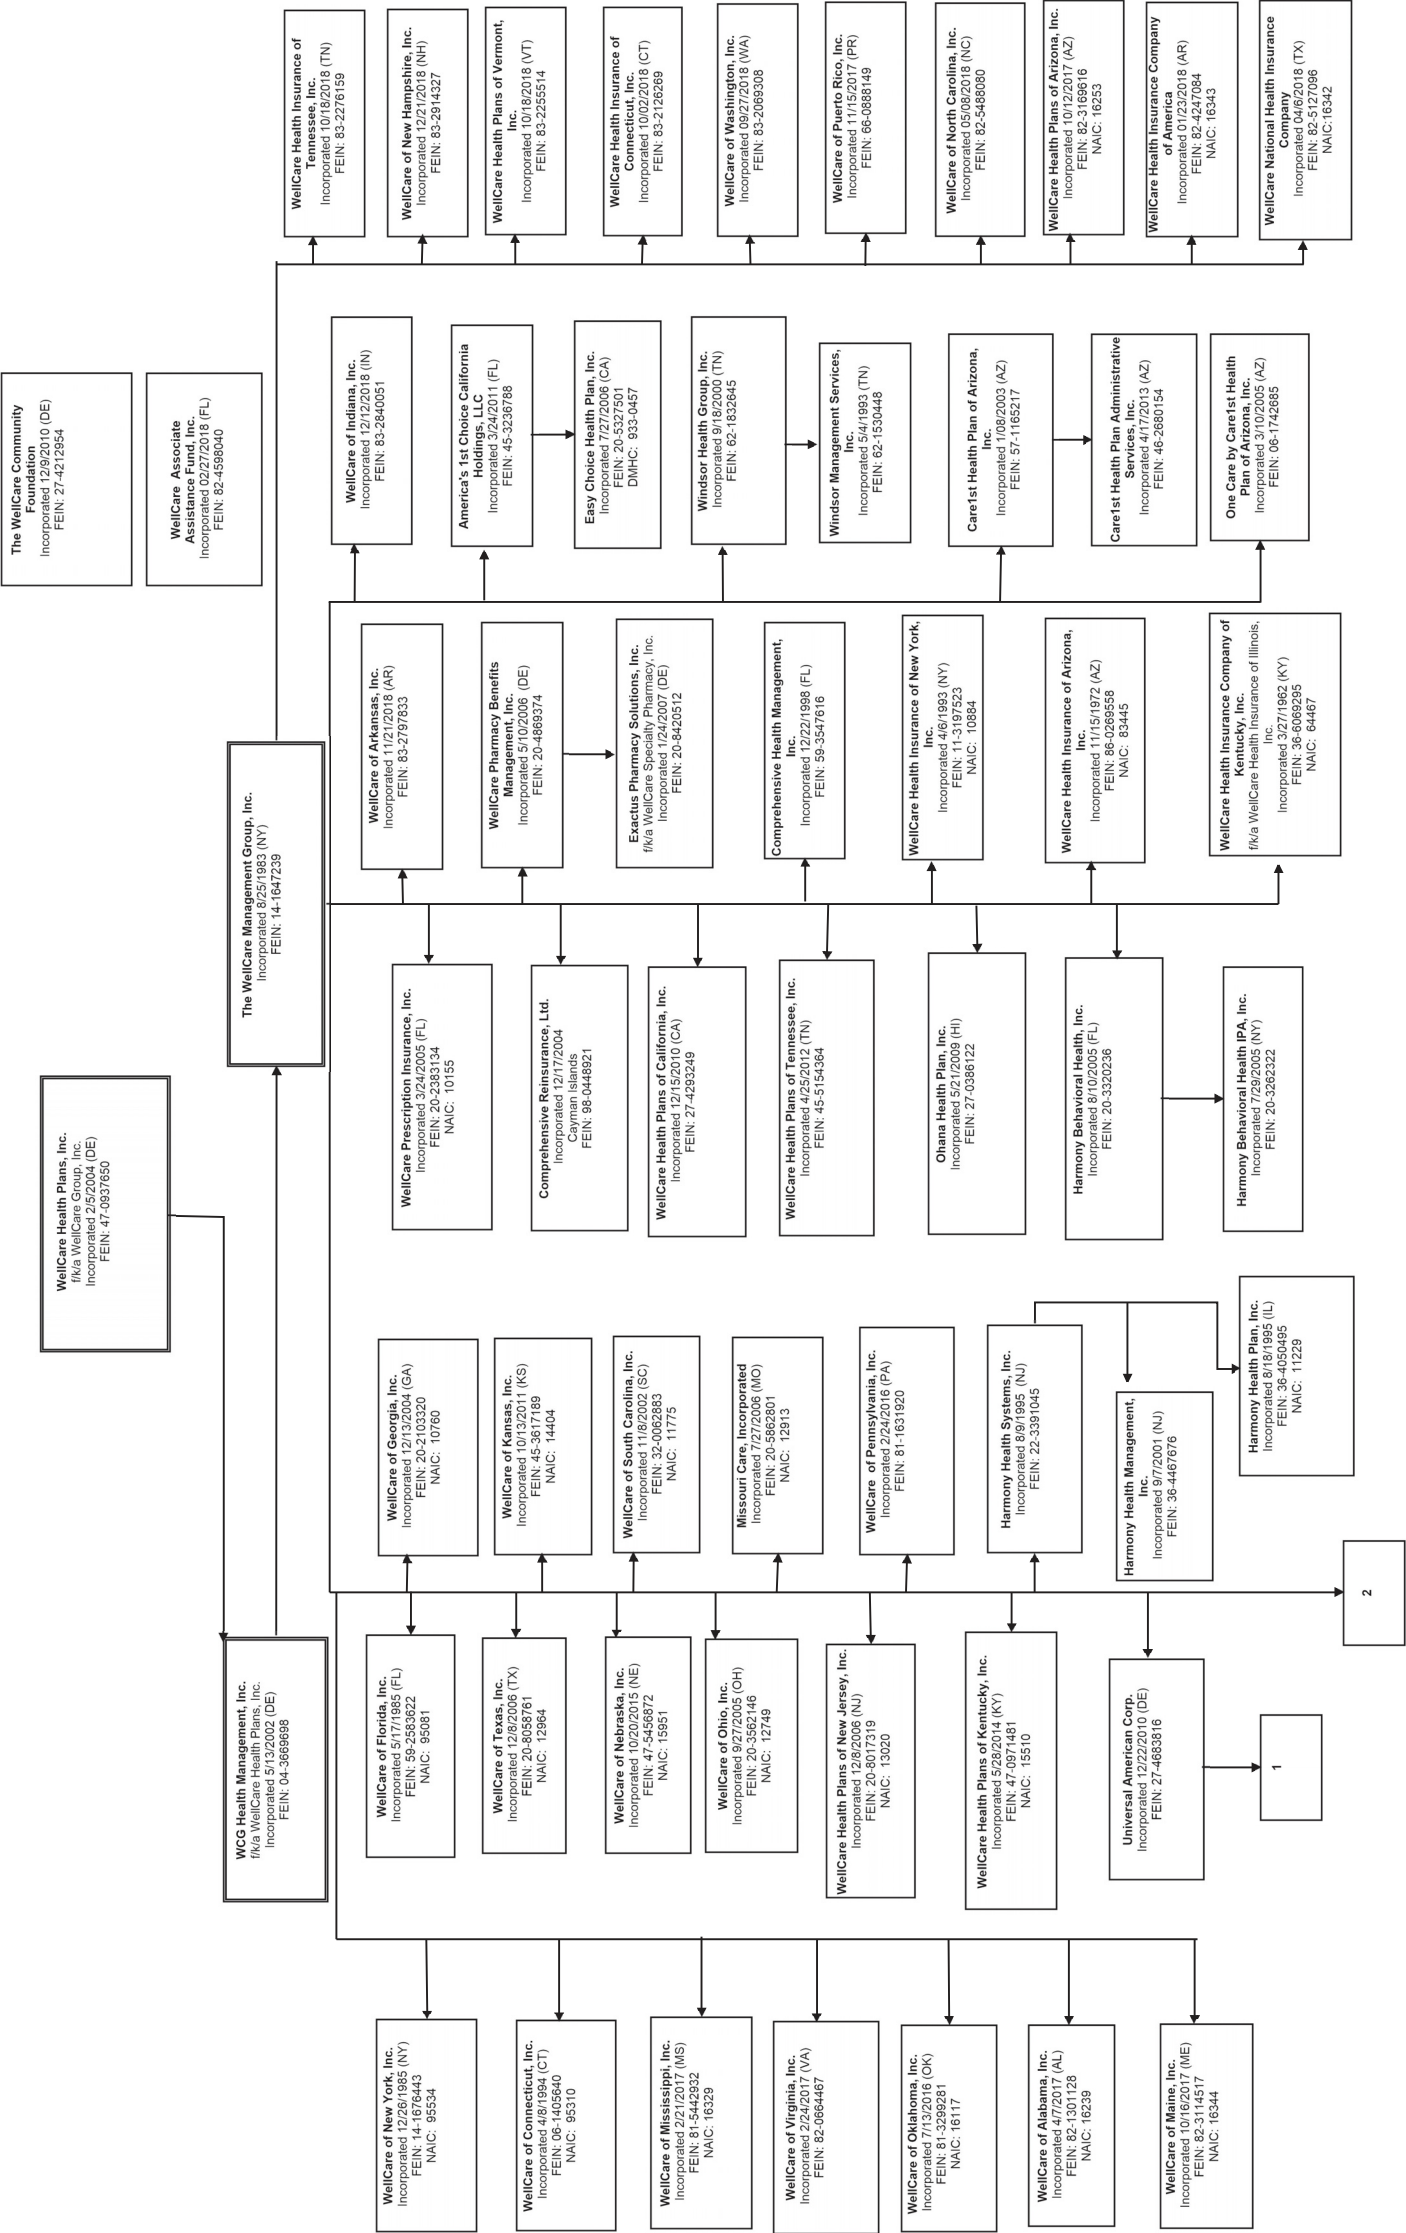 The WellCare Community
Foundation
Incorporated 12/9/2010 (DE)
FEIN: 27-4212954
WellCare Associate
Assistance Fund, Inc.
Incorporated 02/27/2018 (FL)
FEIN: 82-4598040
WellCare Health Plans, Inc.
f/k/a WellCare Group, Inc.
Incorporated 2/5/2004 (DE)
FEIN: 47-0937650
WCG Health Management, Inc.
f/k/a WellCare Health Plans, Inc.
Incorporated 5/13/2002 (DE)
FEIN: 04-3669698
The WellCare Management Group, Inc.
Incorporated 8/25/1983 (NY)
FEIN: 14-1647239
WellCare of New York, Inc.
Incorporated 12/26/1985 (NY)
FEIN: 14-1676443
NAIC: 95534
WellCare of Connecticut, Inc.
Incorporated 4/8/1994 (CT)
FEIN: 06-1405640
NAIC: 95310
WellCare of Mississippi, Inc.
Incorporated 2/21/2017 (MS)
FEIN: 81-5442932
NAIC: 16329
WellCare of Virginia, Inc.
Incorporated 2/24/2017 (VA)
FEIN: 82-0664467
WellCare of Oklahoma, Inc.
Incorporated 7/13/2016 (OK)
FEIN: 81-3299281
NAIC: 16117
WellCare of Alabama, Inc.
Incorporated 4/7/2017 (AL)
FEIN: 82-1301128
NAIC: 16239
WellCare of Maine, Inc.
Incorporated 10/16/2017 (ME)
FEIN: 82-3114517
NAIC: 16344
WellCare of Florida, Inc.
Incorporated 5/17/1985 (FL)
FEIN: 59-2583622
NAIC: 95081
WellCare of Texas, Inc.
Incorporated 12/8/2006 (TX)
FEIN: 20-8058761
NAIC: 12964
WellCare of Nebraska, Inc.
Incorporated 10/20/2015 (NE)
FEIN: 47-5456872
NAIC: 15951
WellCare of Ohio, Inc.
Incorporated 9/27/2005 (OH)
FEIN: 20-3562146
NAIC: 12749
WellCare Health Plans of New Jersey, Inc.
Incorporated 12/8/2006 (NJ)
FEIN: 20-8017319
NAIC: 13020
WellCare Health Plans of Kentucky, Inc.
Incorporated 5/28/2014 (KY)
FEIN: 47-0971481
NAIC: 15510
Universal American Corp.
Incorporated 12/22/2010 (DE)
FEIN: 27-4683816
1
WellCare of Georgia, Inc.
Incorporated 12/13/2004 (GA)
FEIN: 20-2103320
NAIC: 10760
WellCare of Kansas, Inc.
Incorporated 10/13/2011 (KS)
FEIN: 45-3617189
NAIC: 14404
WellCare of South Carolina, Inc.
Incorporated 11/8/2002 (SC)
FEIN: 32-0062883
NAIC: 11775
Missouri Care, Incorporated
Incorporated 7/27/2006 (MO)
FEIN: 20-5862801
NAIC: 12913
WellCare of Pennsylvania, Inc.
Incorporated 2/24/2016 (PA)
FEIN: 81-1631920
Harmony Health Systems, Inc.
Incorporated 8/9/1995 (NJ)
FEIN: 22-3391045
Harmony Health Management,
Inc.
Incorporated 9/7/2001 (NJ)
FEIN: 36-4467676
Harmony Health Plan, Inc.
Incorporated 8/18/1995 (IL)
FEIN: 36-4050495
NAIC: 11229
2
WellCare Prescription Insurance, Inc.
Incorporated 3/24/2005 (FL)
FEIN: 20-2383134
NAIC: 10155
Comprehensive Reinsurance, Ltd.
Incorporated 12/17/2004
Cayman Islands
FEIN: 98-0448921
WellCare Health Plans of California, Inc.
Incorporated 12/15/2010 (CA)
FEIN: 27-4293249
WellCare Health Plans of Tennessee, Inc.
Incorporated 4/25/2012 (TN)
FEIN: 45-5154364
Ohana Health Plan, Inc.
Incorporated 5/21/2009 (HI)
FEIN: 27-0386122
Harmony Behavioral Health, Inc.
Incorporated 8/10/2005 (FL)
FEIN: 20-3320236
Harmony Behavioral Health IPA, Inc.
Incorporated 7/29/2005 (NY)
FEIN: 20-3262322
WellCare of Arkansas, Inc.
Incorporated 11/21/2018 (AR)
FEIN: 83-2797833
WellCare Pharmacy Benefits
Management, Inc.
Incorporated 5/10/2006 (DE)
FEIN: 20-4869374
Exactus Pharmacy Solutions, Inc.
f/k/a WellCare Specialty Pharmacy, Inc.
Incorporated 1/24/2007 (DE)
FEIN: 20-8420512
Comprehensive Health Management,
Inc.
Incorporated 12/22/1998 (FL)
FEIN: 59-3547616
WellCare Health Insurance of New York,
Inc.
Incorporated 4/6/1993 (NY)
FEIN: 11-3197523
NAIC: 10884
WellCare Health Insurance of Arizona,
Inc.
Incorporated 11/15/1972 (AZ)
FEIN: 86-0269558
NAIC: 83445
WellCare Health Insurance Company of
Kentucky, Inc.
f/k/a WellCare Health Insurance of Illinois,
Inc.
Incorporated 3/27/1962 (KY)
FEIN: 36-6069295
NAIC: 64467
WellCare of Indiana, Inc.
Incorporated 12/12/2018 (IN)
FEIN: 83-2840051
America's 1st Choice California
Holdings, LLC
Incorporated 3/24/2011 (FL)
FEIN: 45-3236788
Easy Choice Health Plan, Inc.
Incorporated 7/27/2006 (CA)
FEIN: 20-5327501
DMHC: 933-0457
Windsor Health Group, Inc.
Incorporated 9/18/2000 (TN)
FEIN: 62-1832645
Windsor Management Services,
Inc.
Incorporated 5/4/1993 (TN)
FEIN: 62-1530448
Care1st Health Plan of Arizona,
Inc.
Incorporated 1/08/2003 (AZ)
FEIN: 57-1165217
Care1st Health Plan Administrative
Services, Inc.
Incorporated 4/17/2013 (AZ)
FEIN: 46-2680154
One Care by Care1st Health
Plan of Arizona, Inc.
Incorporated 3/10/2005 (AZ)
FEIN: 06-1742685
WellCare Health Insurance of
Tennessee, Inc.
Incorporated 10/18/2018 (TN)
FEIN: 83-2276159
WellCare of New Hampshire, Inc.
Incorporated 12/21/2018 (NH)
FEIN: 83-2914327
WellCare Health Plans of Vermont,
Inc.
Incorporated 10/18/2018 (VT)
FEIN: 83-2255514
WellCare Health Insurance of
Connecticut, Inc.
Incorporated 10/02/2018 (CT)
FEIN: 83-2126269
WellCare of Washington, Inc.
Incorporated 09/27/2018 (WA)
FEIN: 83-2069308
WellCare of Puerto Rico, Inc.
Incorporated 11/15/2017 (PR)
FEIN: 66-0888149
WellCare of North Carolina, Inc.
Incorporated 05/08/2018 (NC)
FEIN: 82-5488080
WellCare Health Plans of Arizona, Inc.
Incorporated 10/12/2017 (AZ)
FEIN: 82-3169616
NAIC: 16253
WellCare Health Insurance Company
of America
Incorporated 01/23/2018 (AR)
FEIN: 82-4247084
NAIC: 16343
WellCare National Health Insurance
Company
Incorporated 04/6/2018 (TX)
FEIN: 82-5127096
NAIC:16342